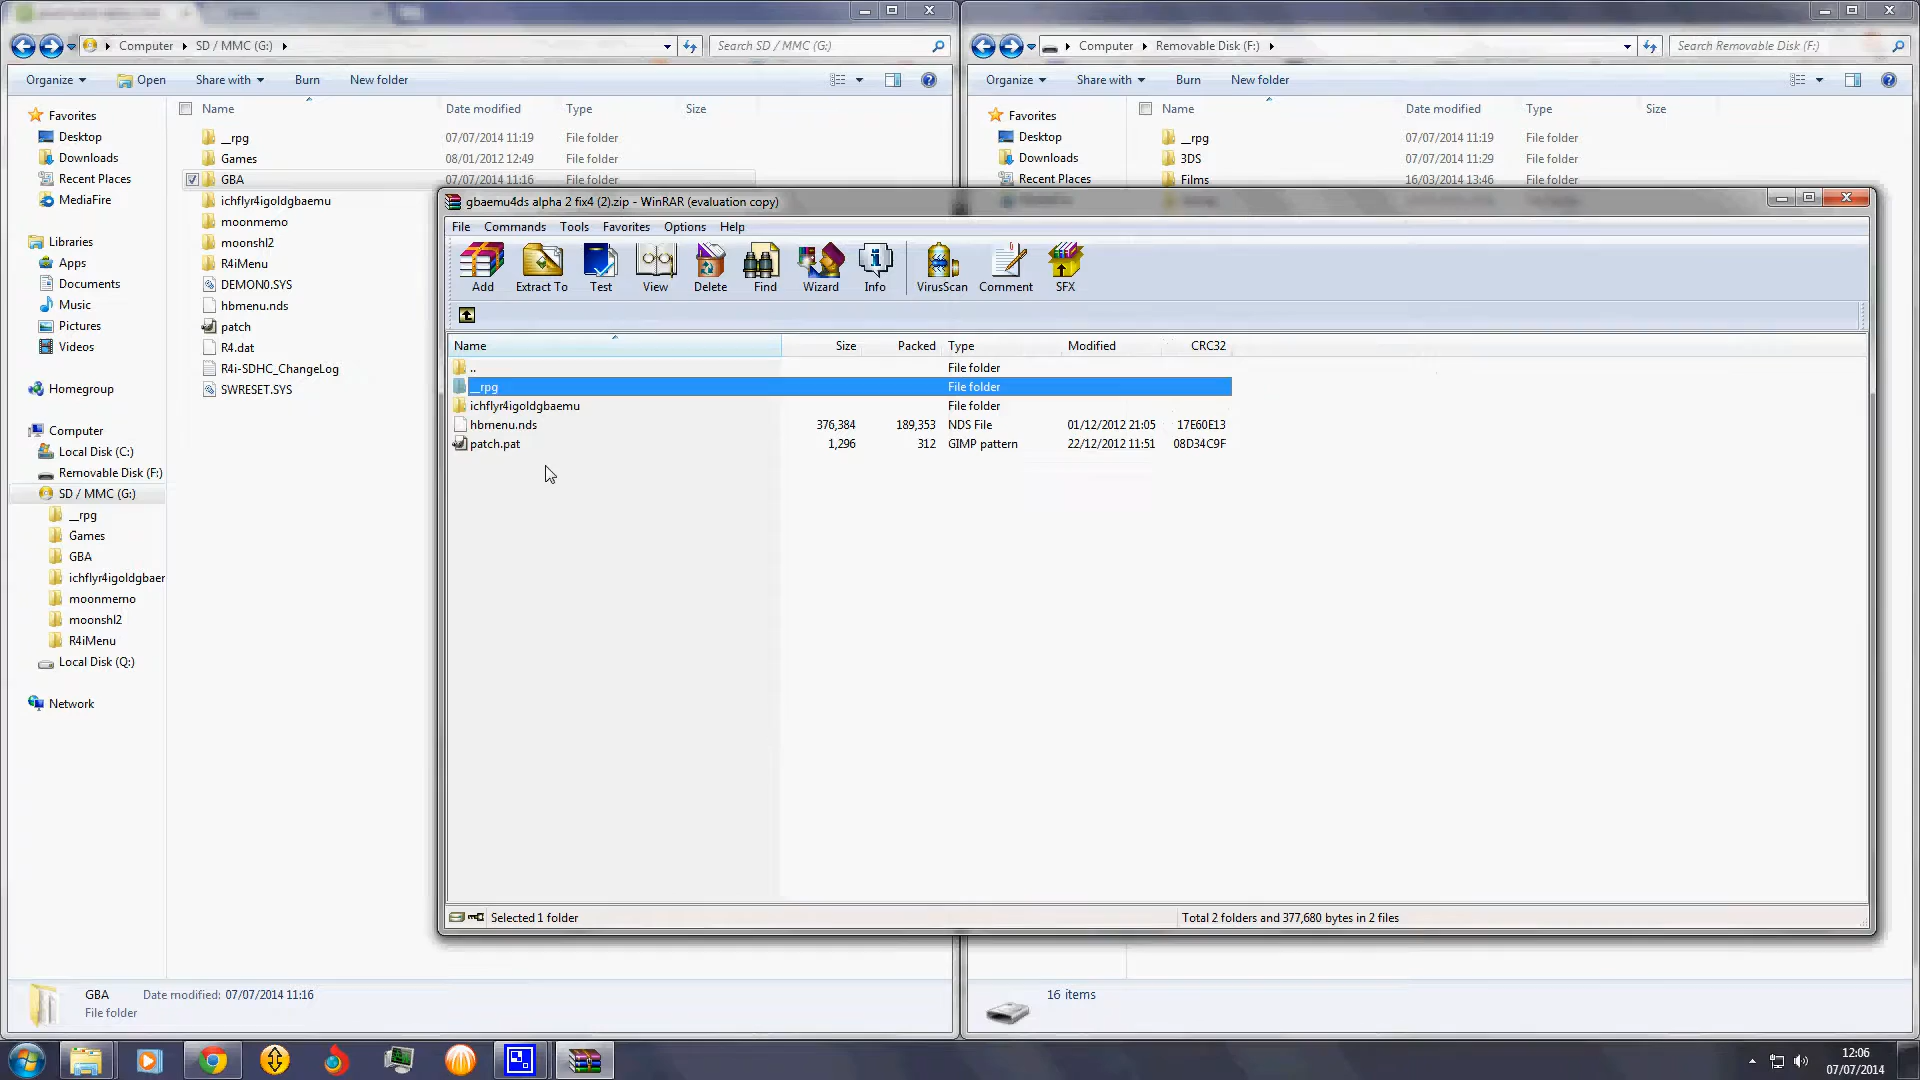 Computer SD / MMC (G:)
Search SD / MMC (G:)
Computer Removable Disk (F:)
Search Removable Disk (F:)
Organize Open Share with Burn New folder
Organize Share with Burn New folder
Name Date modified Type Size
Favorites
Desktop
Downloads
Recent Places
MediaFire
Libraries
Apps
Documents
Music
Pictures
Videos
Homegroup
Computer
Local Disk (C:)
Removable Disk (F:)
SD / MMC (G:)
__rpg
Games
GBA
ichflyr4igoldgbaer
moonmemo
moonshl2
R4iMenu
Local Disk (Q:)
Network
__rpg 07/07/2014 11:19 File folder
Games 08/01/2012 12:49 File folder
GBA 07/07/2014 11:16 File folder
ichflyr4igoldgbaemu
moonmemo
moonshl2
R4iMenu
DEMON0.SYS
hbmenu.nds
patch
R4.dat
R4i-SDHC_ChangeLog
SWRESET.SYS
Favorites
Desktop
Downloads
Recent Places
Name Date modified Type Size
__rpg 07/07/2014 11:19 File folder
3DS 07/07/2014 11:29 File folder
Films 16/03/2014 13:46 File folder
gbaemu4ds alpha 2 fix4 (2).zip - WinRAR (evaluation copy)
File Commands Tools Favorites Options Help
Add Extract To Test View Delete Find Wizard Info VirusScan Comment SFX
Name Size Packed Type Modified CRC32
.. File folder
__rpg File folder
ichflyr4igoldgbaemu File folder
hbmenu.nds 376,384 189,353 NDS File 01/12/2012 21:05 17E60E13
patch.pat 1,296 312 GIMP pattern 22/12/2012 11:51 08D34C9F
Selected 1 folder
Total 2 folders and 377,680 bytes in 2 files
GBA Date modified: 07/07/2014 11:16
File folder
16 items
12:06
07/07/2014